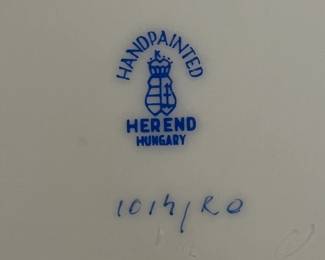 HANDPAINTED
HEREND
HUNGARY
1014/RO